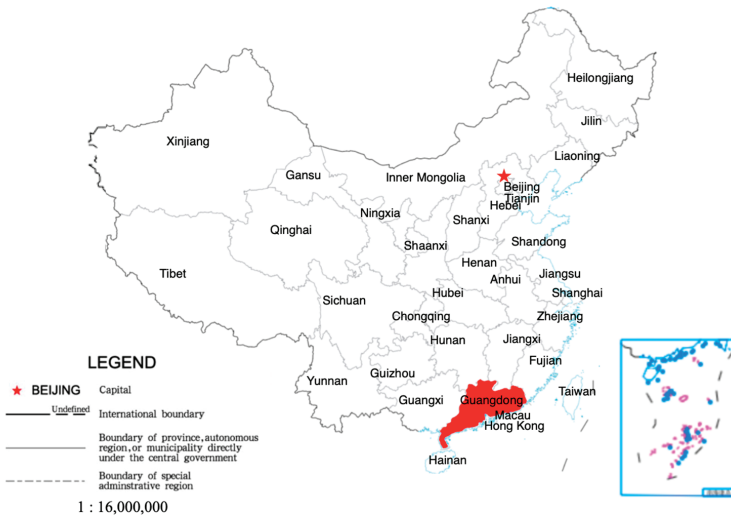 Heilongjiang
Jilin
Xinjiang
Liaoning
Gansu
Inner Mongolia
Beijing
Tianjin
Hebei
Ningxia
Shanxi
Qinghai
Shaanxi
Shandong
Henan
Tibet
Anhui
Jiangsu
Sichuan
Hubei
Shanghai
Chongqing
Zhejiang
Hunan
Jiangxi
LEGEND
Fujian
Guizhou
Yunnan
BEIJING Capital
Guangxi
Guangdong
Taiwan
Macau
Hong Kong
Undefined
International boundary
Boundary of province,autonomous
region,or municipality directly
under the central government
Hainan
Boundary of special
adminstrative region
1 : 16,000,000